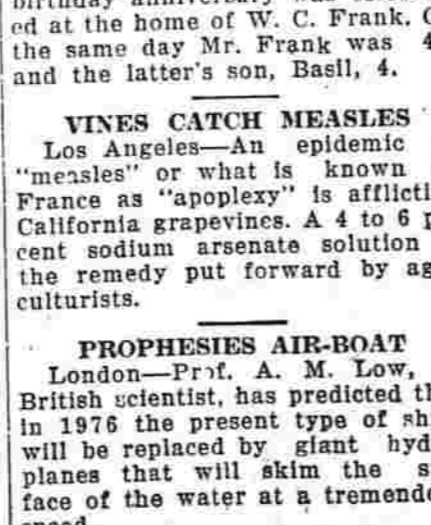 ed at the home of W. C. Frank.
the same day Mr. Frank was 4
and the latter's son, Basil, 4.
VINES CATCH MEASLES
Los Angeles—An epidemic
"measles" or what is known
France as "apoplexy" is afflicti
California grapevines. A 4 to 6 p
cent sodium arsenate solution
the remedy put forward by ag
culturists.
PROPHESIES AIR-BOAT
London—Prof. A. M. Low,
British scientist, has predicted th
in 1976 the present type of sh
will be replaced by giant hyd
planes that will skim the s
face of the water at a tremend